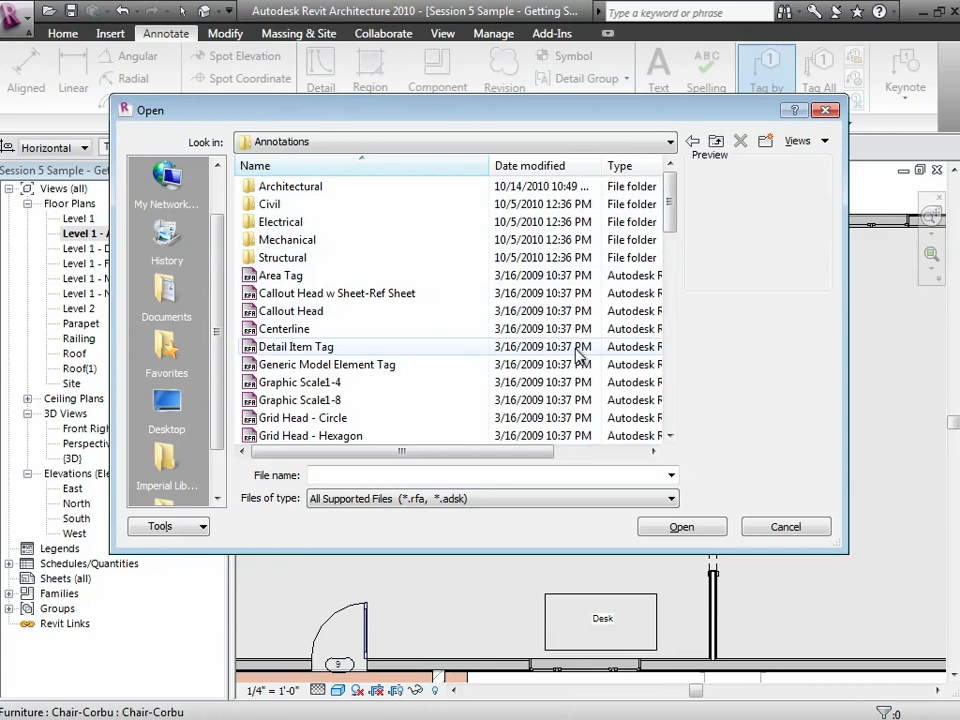 Autodesk Revit Architecture 2010 - [Session 5 Sample - Getting S...
Type a keyword or phrase
Home Insert Annotate Modify Massing & Site Collaborate View Manage Add-Ins
Angular Spot Elevation Symbol
Radial Spot Coordinate Detail Group
Aligned Linear Detail Region Component Revision Text Spelling Tag by Tag All Keynote
Open
Horizontal
Look in: Annotations
Views
Preview
Session 5 Sample - Getting
Name Date modified Type
Views (all)
Floor Plans
Level 1
Level 1 - A
Level 1 - D
Level 1 - F
Level 1 - L
Level 2
Parapet
Railing
Roof
Roof(1)
Site
Ceiling Plans
3D Views
Front Righ
Perspectiv
{3D}
Elevations (Elevation
East
North
South
West
Legends
Schedules/Quantities
Sheets (all)
Families
Groups
Revit Links
My Network...
History
Documents
Favorites
Desktop
Imperial Lib...
Architectural 10/14/2010 10:49 ... File folder
Civil 10/5/2010 12:36 PM File folder
Electrical 10/5/2010 12:36 PM File folder
Mechanical 10/5/2010 12:36 PM File folder
Structural 10/5/2010 12:36 PM File folder
Area Tag 3/16/2009 10:37 PM Autodesk R
Callout Head w Sheet-Ref Sheet 3/16/2009 10:37 PM Autodesk R
Callout Head 3/16/2009 10:37 PM Autodesk R
Centerline 3/16/2009 10:37 PM Autodesk R
Detail Item Tag 3/16/2009 10:37 PM Autodesk R
Generic Model Element Tag 3/16/2009 10:37 PM Autodesk R
Graphic Scale1-4 3/16/2009 10:37 PM Autodesk R
Graphic Scale1-8 3/16/2009 10:37 PM Autodesk R
Grid Head - Circle 3/16/2009 10:37 PM Autodesk R
Grid Head - Hexagon 3/16/2009 10:37 PM Autodesk R
File name:
Files of type: All Supported Files (*.rfa, *.adsk)
Tools Open Cancel
Desk
9
1/4" = 1'-0"
Furniture : Chair-Corbu : Chair-Corbu
:0